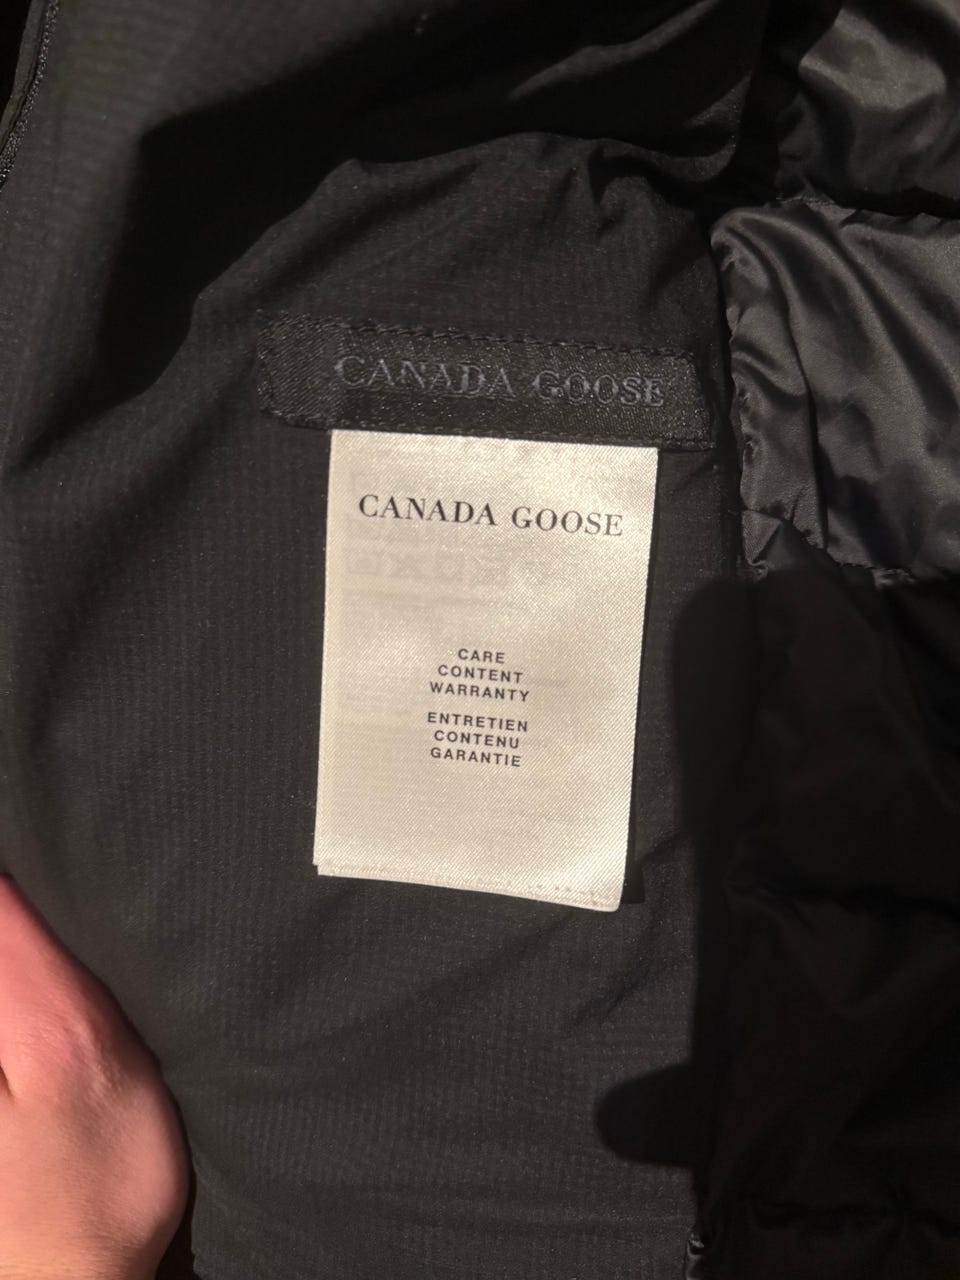 CANADA GOOSE
CANADA GOOSE
CARE
CONTENT
WARRANTY
ENTRETIEN
CONTENU
GARANTIE